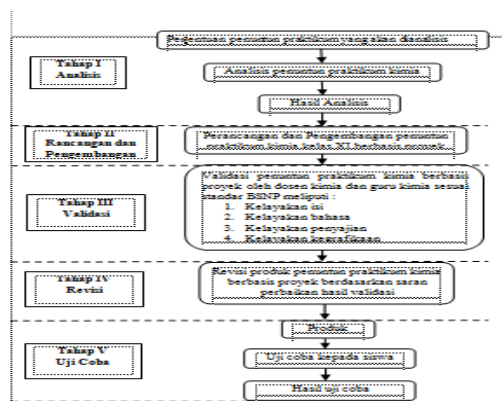 Penentuan penuntun praktikum yang akan dianalisis
Tahap I
Analisis
Analisis penuntun praktikum kimia
Hasil Analisis
Tahap II
Rancangan dan
Pengembangan
Perancangan dan Pengembangan penuntun
praktikum kimia kelas XI berbasis proyek
Tahap III
Validasi
Validasi penuntun praktikum kimia berbasis
proyek oleh dosen kimia dan guru kimia sesuai
standar BSNP meliputi :
1. Kelayakan isi
2. Kelayakan bahasa
3. Kelayakan penyajian
4. Kelayakan kegrafikaan
Tahap IV
Revisi
Revisi produk penuntun praktikum kimia
berbasis proyek berdasarkan saran
perbaikan hasil validasi
Tahap V
Uji Coba
Produk
Uji coba kepada siswa
Hasil uji coba